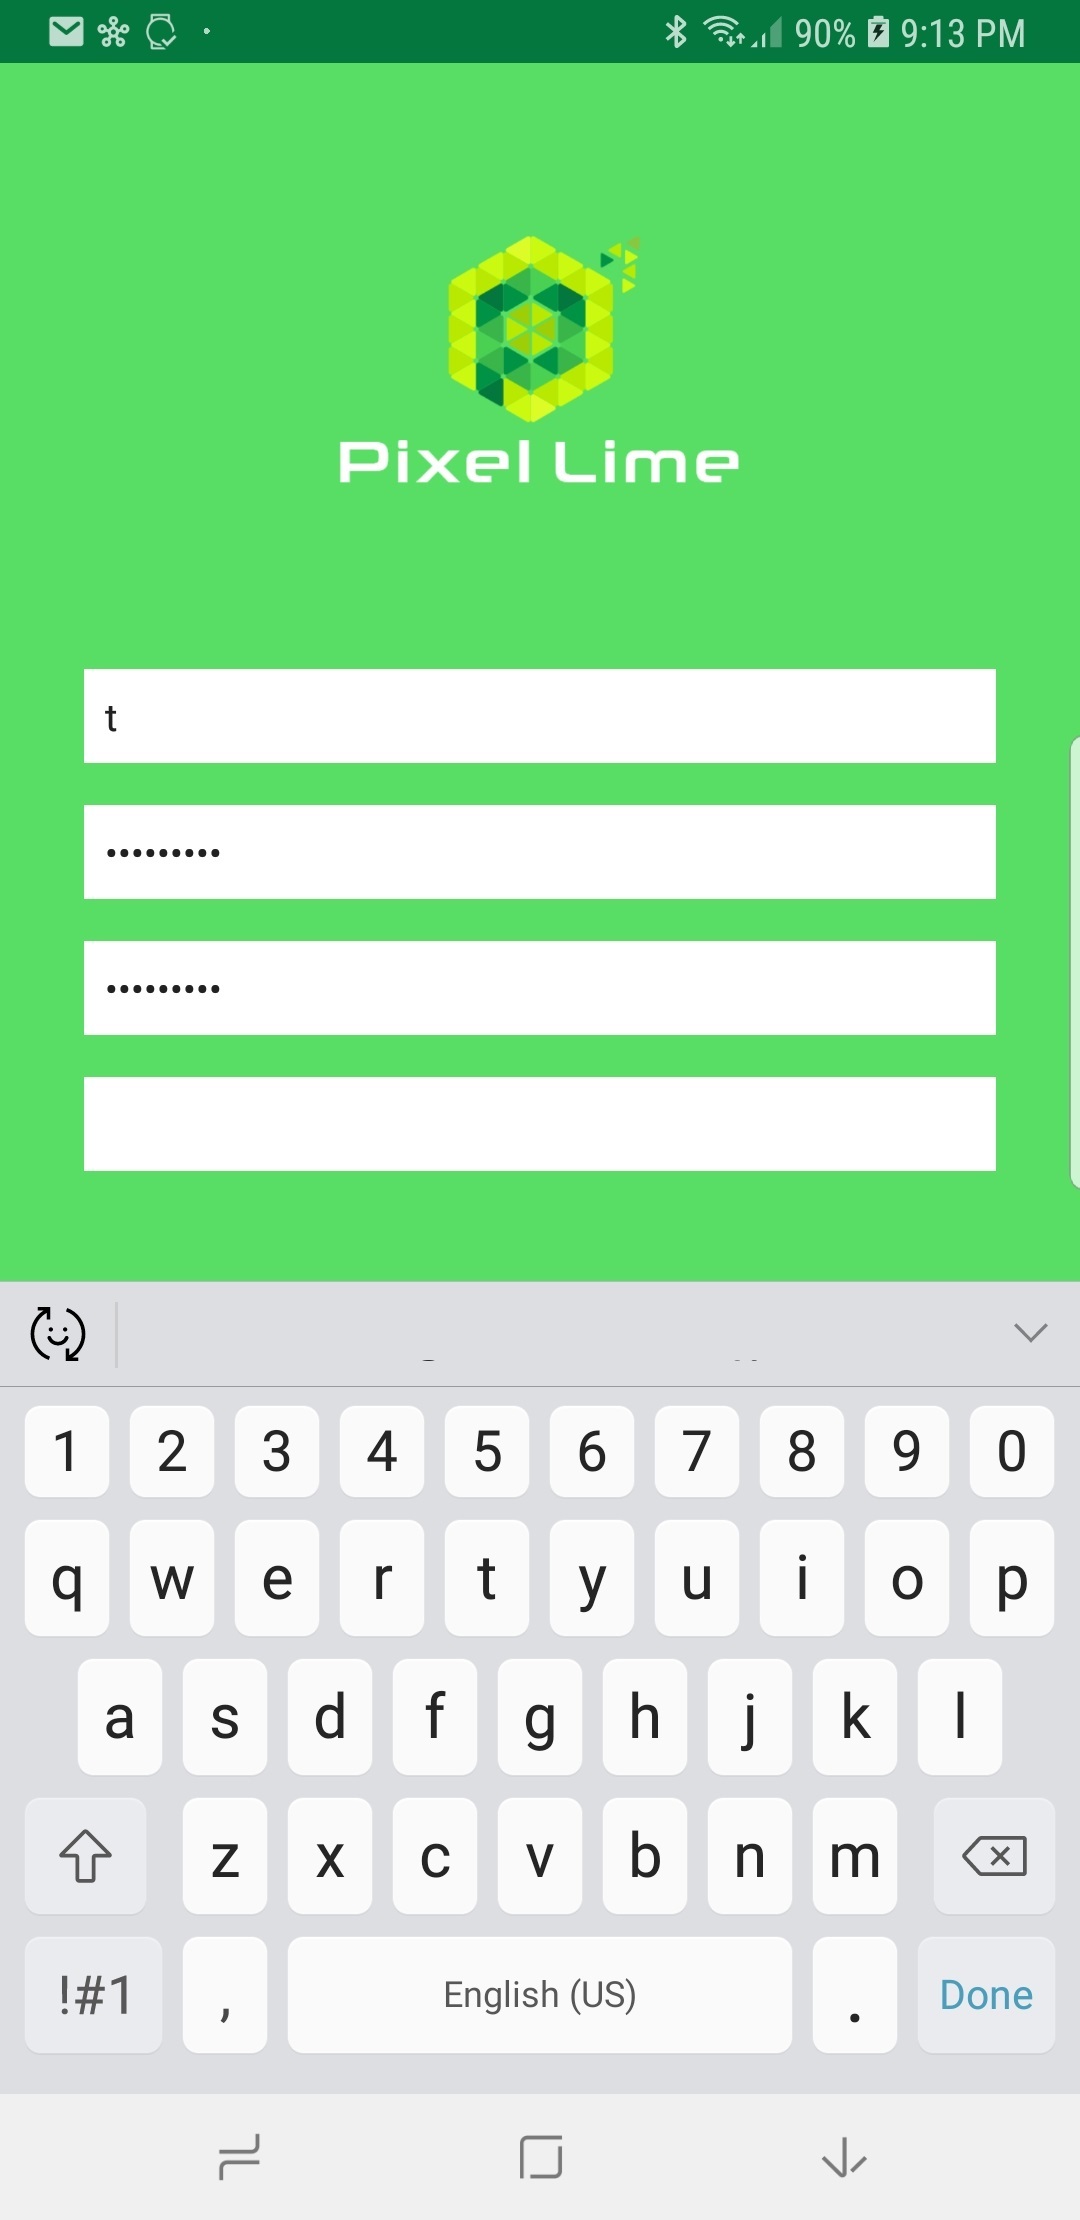 90% 9:13 PM
Pixel Lime
t
•••••••••
•••••••••
1 2 3 4 5 6 7 8 9 0
q w e r t y u i o p
a s d f g h j k l
z x c v b n m
!#1 , English (US) . Done